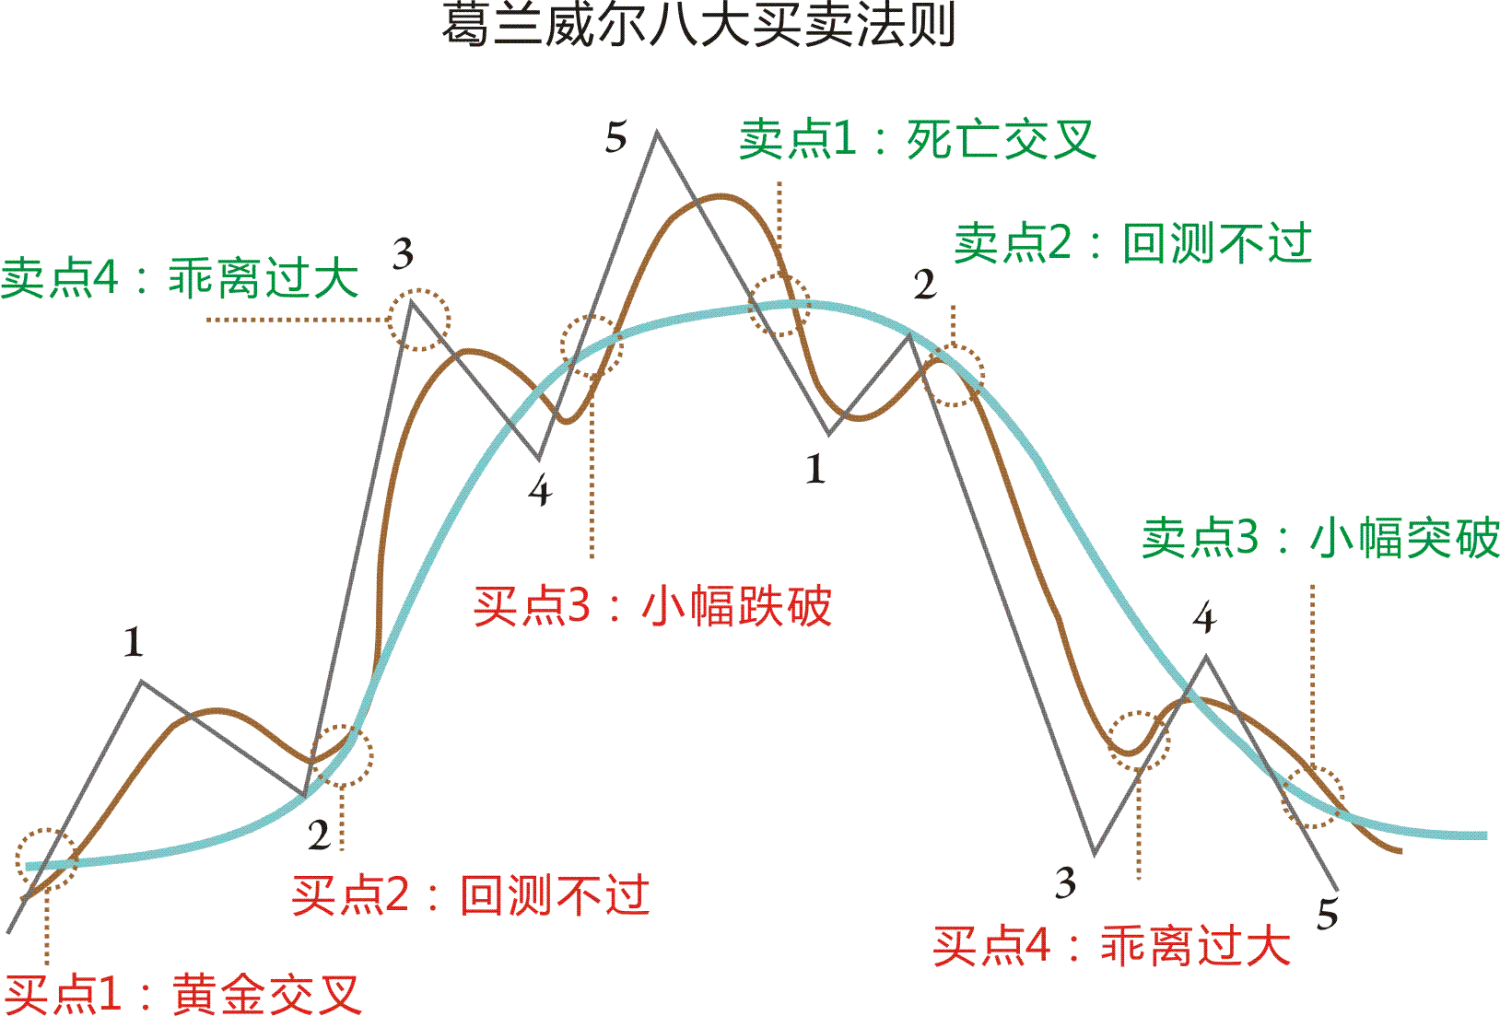 葛兰威尔八大买卖法则
5
卖点1：死亡交叉
3
卖点2：回测不过
卖点4：乖离过大
2
1
4
卖点3：小幅突破
买点3：小幅跌破
1
4
2
3
买点2：回测不过
5
买点4：乖离过大
买点1：黄金交叉